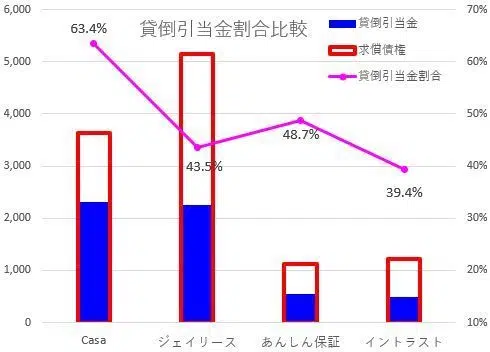 貸倒引当金割合比較
貸倒引当金
求償債権
貸倒引当金割合
6,000
5,000
4,000
3,000
2,000
1,000
0
70%
60%
50%
40%
30%
20%
10%
63.4%
43.5%
48.7%
39.4%
Casa
ジェイリース
あんしん保証
イントラスト